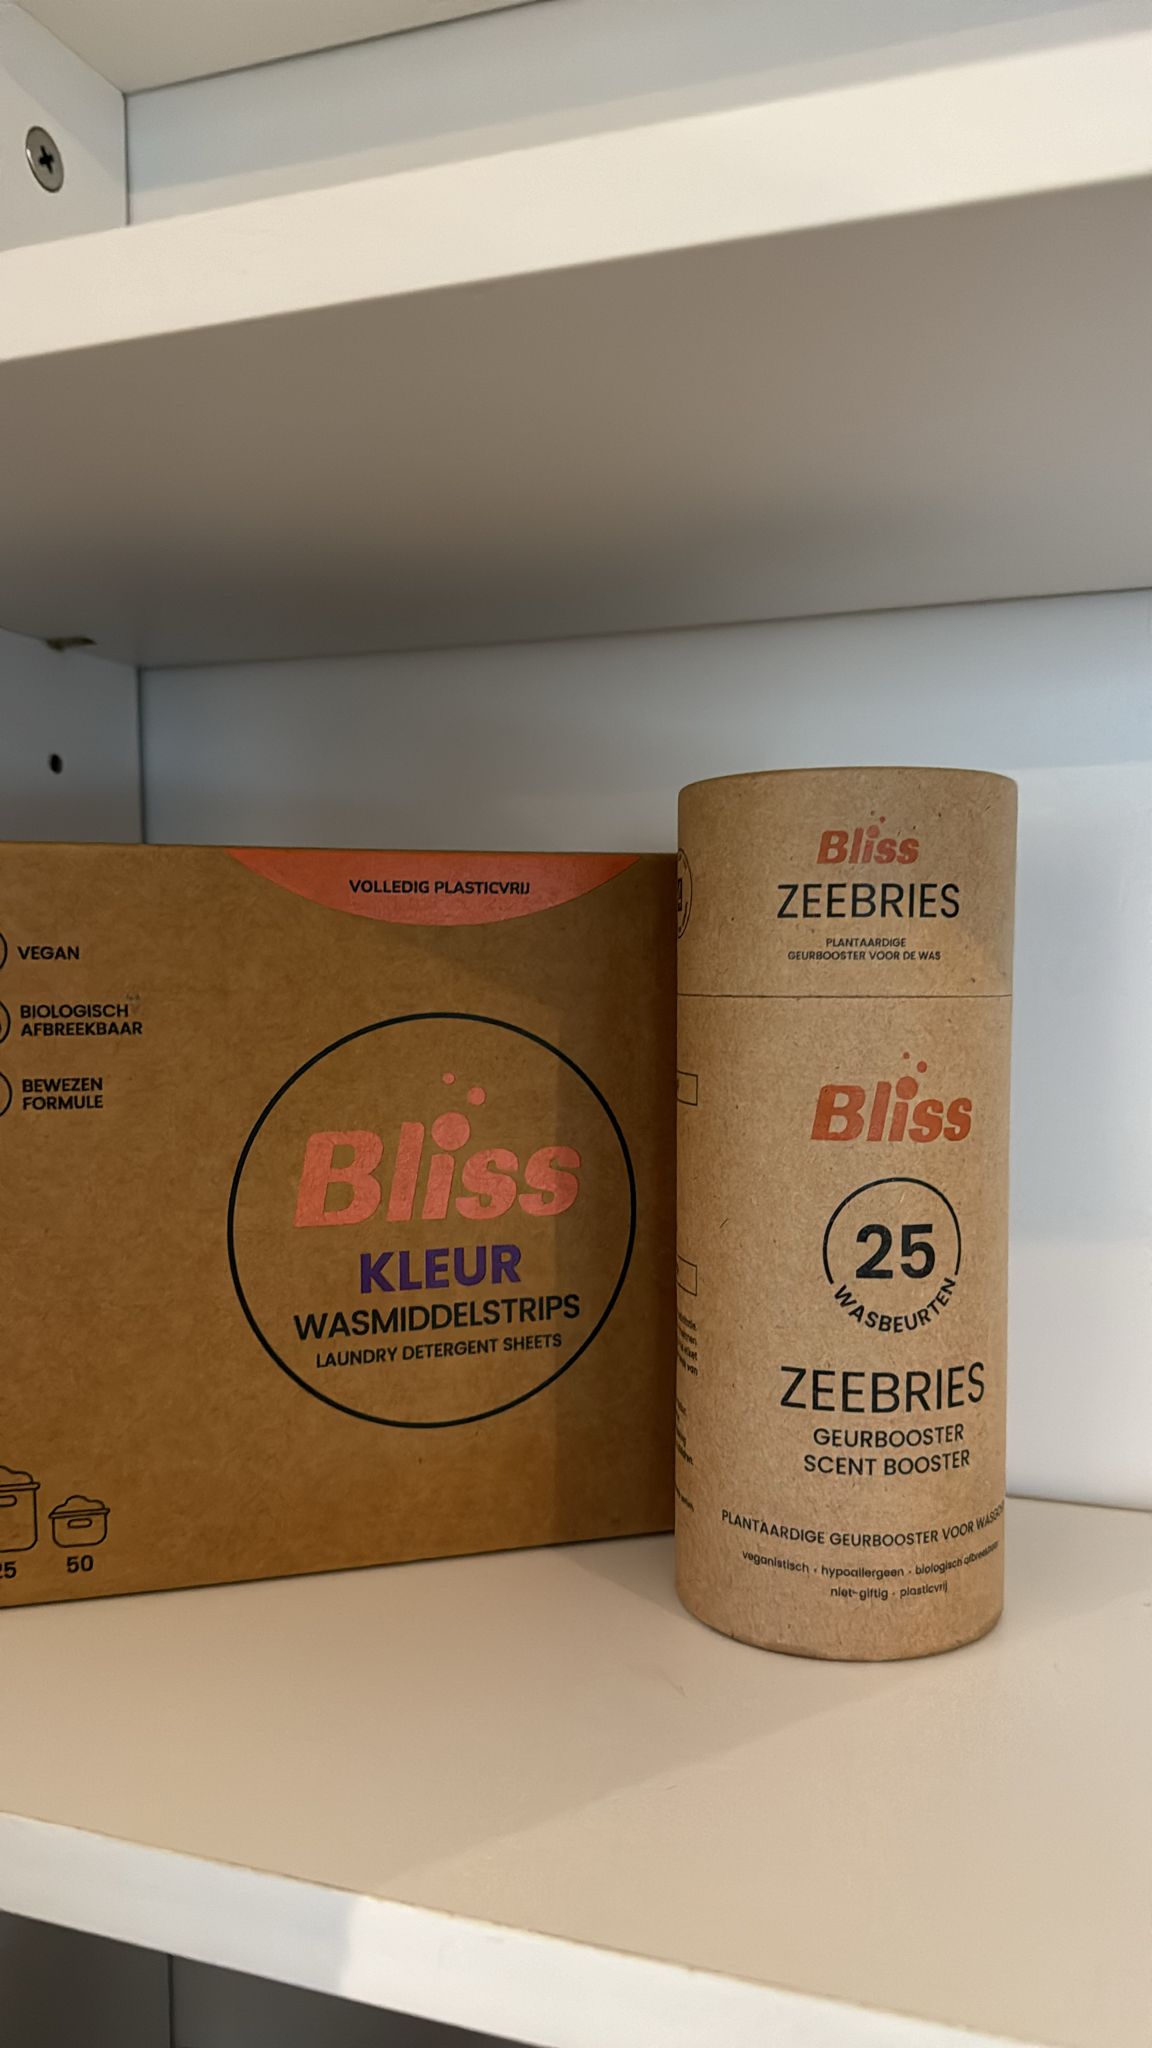 VOLLEDIG PLASTICVRIJ
VEGAN
BIOLOGISCH
AFBREEKBAAR
BEWEZEN
FORMULE
Bliss
KLEUR
WASMIDDELSTRIPS
LAUNDRY DETERGENT SHEETS
25
50
Bliss
ZEEBRIES
PLANTAARDIGE
GEURBOOSTER VOOR DE WAS
Bliss
25
WASBEURTEN
ZEEBRIES
GEURBOOSTER
SCENT BOOSTER
PLANTAARDIGE GEURBOOSTER VOOR
veganistisch • hypoallergeen • biologisch afbreekbaar
niet-giftig • plasticvrij